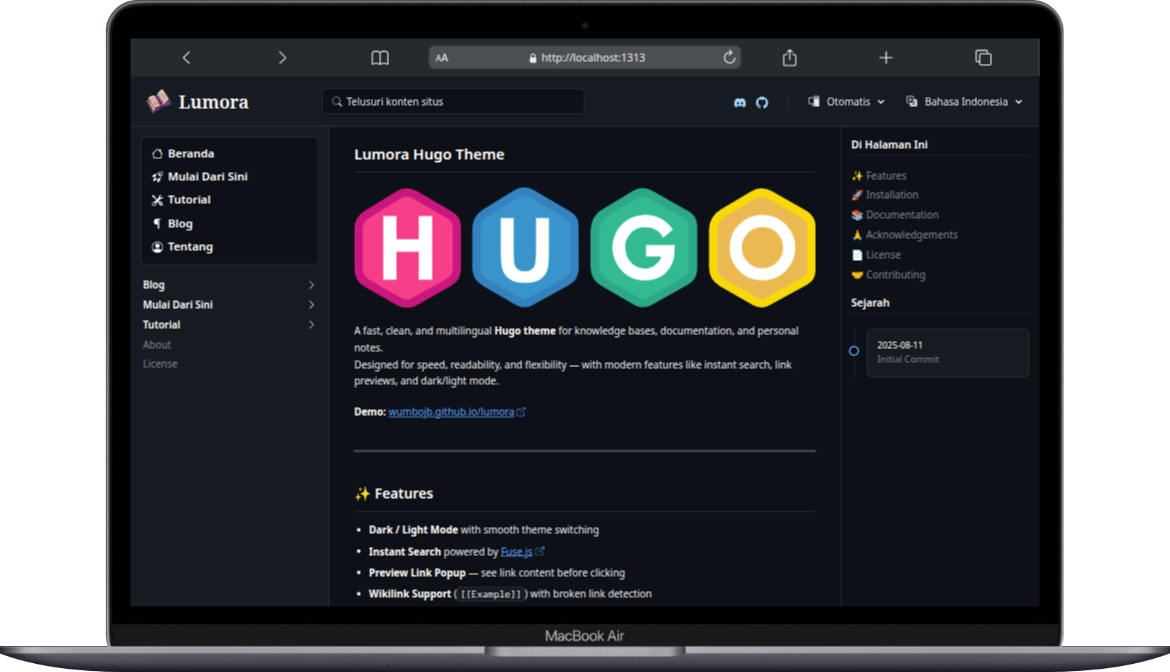 AA http://localhost:1313
Lumora
Telusuri konten situs
Otomatis
Bahasa Indonesia
Beranda
Mulai Dari Sini
Tutorial
Blog
Tentang
Blog
Mulai Dari Sini
Tutorial
About
License
Lumora Hugo Theme
HUGO
A fast, clean, and multilingual Hugo theme for knowledge bases, documentation, and personal
notes.
Designed for speed, readability, and flexibility — with modern features like instant search, link
previews, and dark/light mode.
Demo: wumbojb.github.io/lumora
✨ Features
• Dark / Light Mode with smooth theme switching
• Instant Search powered by Fuse.js
• Preview Link Popup — see link content before clicking
• Wikilink Support ( [[Example]] ) with broken link detection
Di Halaman Ini
✨ Features
🚀 Installation
📚 Documentation
🙏 Acknowledgements
📄 License
🤝 Contributing
Sejarah
2025-08-11
Initial Commit
MacBook Air